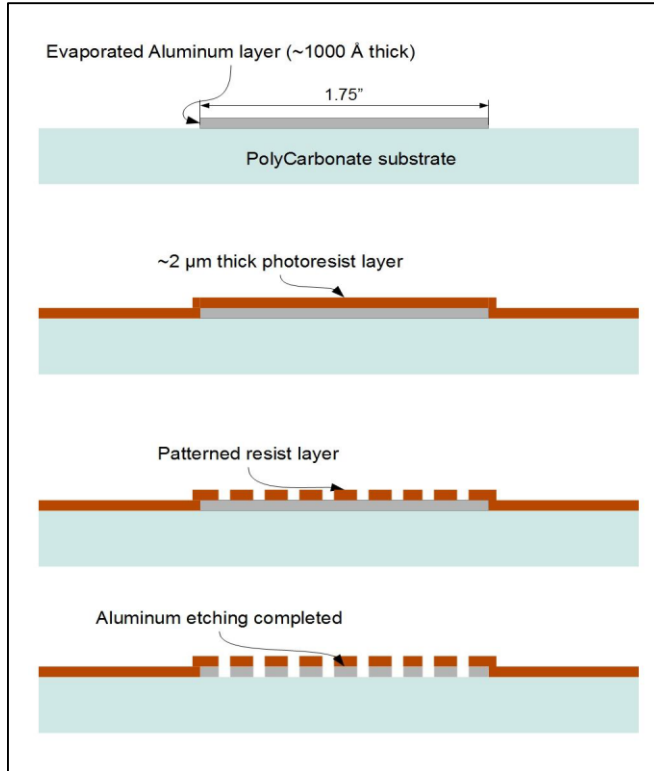 Evaporated Aluminum layer (~1000 Å thick)
1.75”
PolyCarbonate substrate
~2 µm thick photoresist layer
Patterned resist layer
Aluminum etching completed